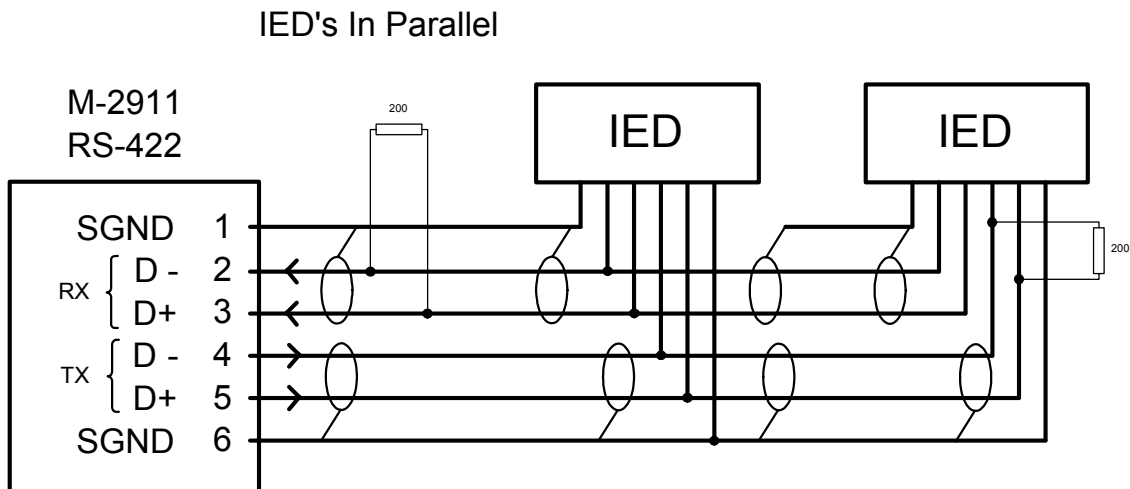 IED's In Parallel
M-2911
RS-422
200
IED
IED
200
SGND 1
RX
D - 2
D+ 3
TX
D - 4
D+ 5
SGND 6